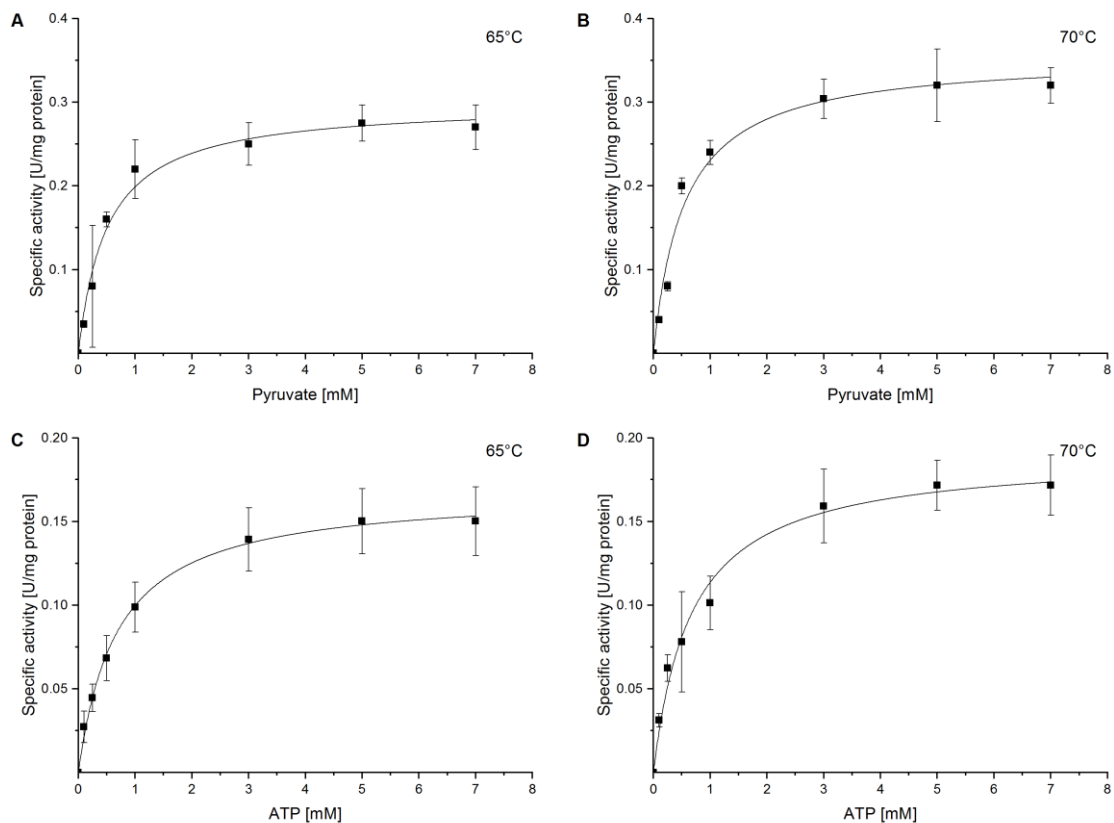 A
65°C
Specific activity [U/mg protein]
0.4
0.3
0.2
0.1
0 1 2 3 4 5 6 7 8
Pyruvate [mM]
B
70°C
Specific activity [U/mg protein]
0.4
0.3
0.2
0.1
0 1 2 3 4 5 6 7 8
Pyruvate [mM]
C
65°C
Specific activity [U/mg protein]
0.20
0.15
0.10
0.05
0 1 2 3 4 5 6 7 8
ATP [mM]
D
70°C
Specific activity [U/mg protein]
0.20
0.15
0.10
0.05
0 1 2 3 4 5 6 7 8
ATP [mM]